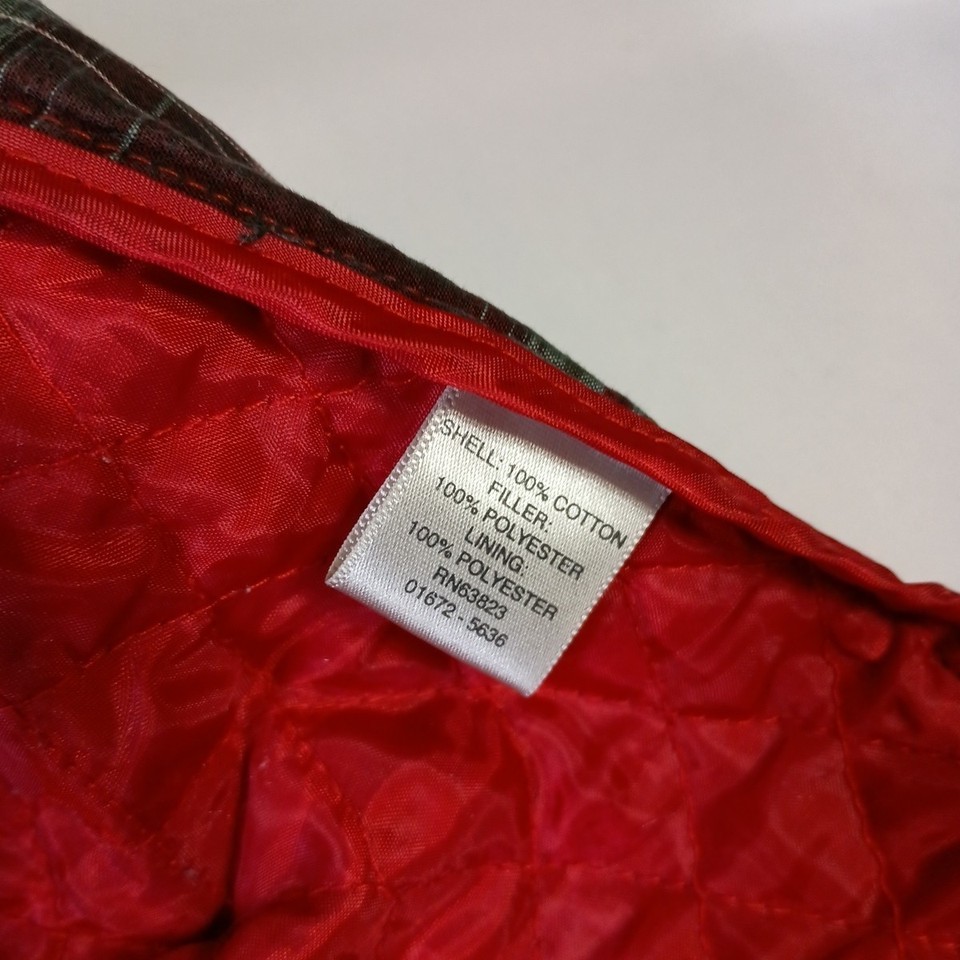 SHELL: 100% COTTON
FILLER:
100% POLYESTER
LINING:
100% POLYESTER
RN63823
01672 - 5636